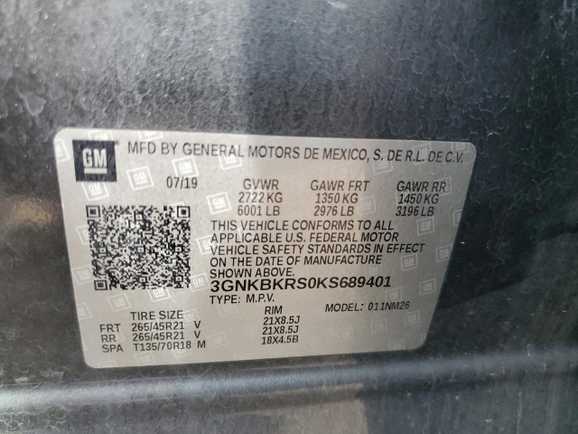 GM
MFD BY GENERAL MOTORS DE MEXICO, S. DE R.L. DE C.V.
07/19 GVWR GAWR FRT GAWR RR
2722 KG 1350 KG 1450 KG
6001 LB 2976 LB 3196 LB
THIS VEHICLE CONFORMS TO ALL
APPLICABLE U.S. FEDERAL MOTOR
VEHICLE SAFETY STANDARDS IN EFFECT
ON THE DATE OF MANUFACTURE
SHOWN ABOVE.
3GNKBKRS0KS689401
TYPE: M.P.V. MODEL: 011NM26
TIRE SIZE RIM
FRT 265/45R21 V 21X8.5J
RR 265/45R21 V 21X8.5J
SPA T135/70R18 M 18X4.5B